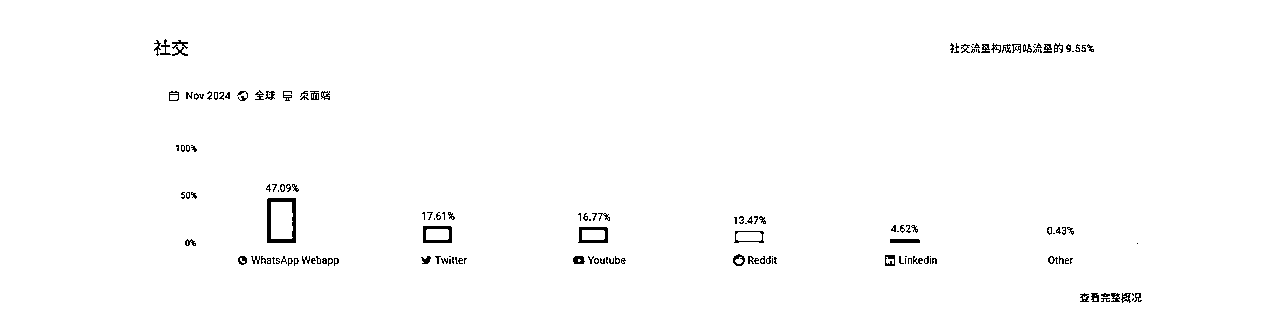 社交
社交流量构成网站流量的 9.55%
Nov 2024 全球 桌面端
100%
50%
0%
47.09%
17.61%
16.77%
13.47%
4.62%
0.43%
WhatsApp Webapp
Twitter
Youtube
Reddit
Linkedin
Other
查看完整概况